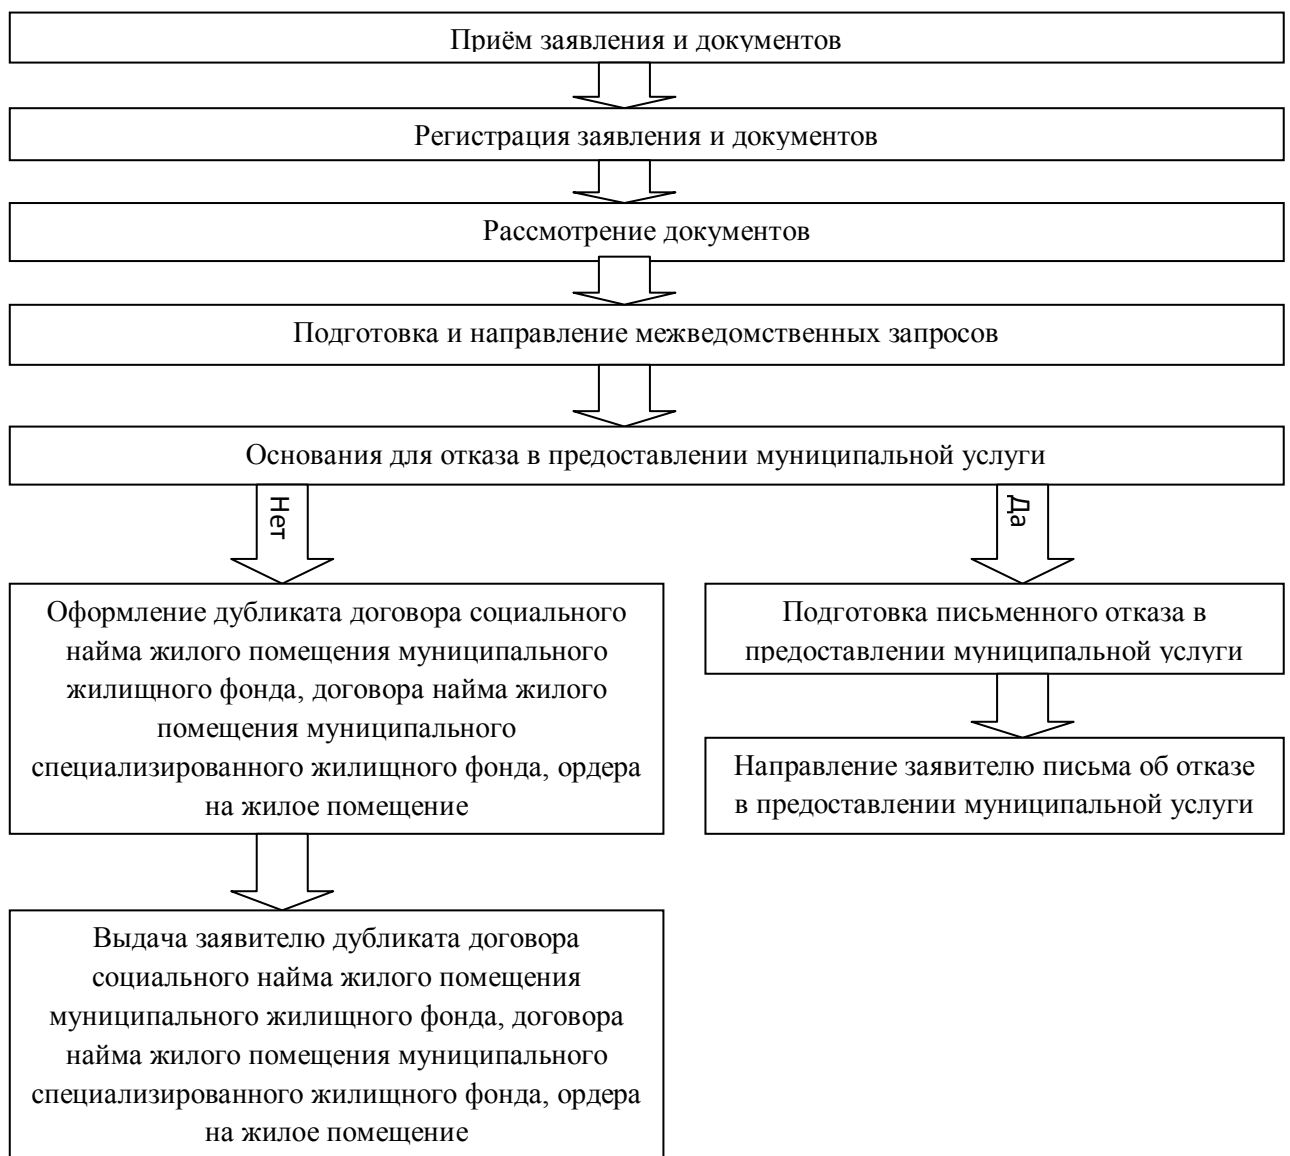 Приём заявления и документов
Регистрация заявления и документов
Рассмотрение документов
Подготовка и направление межведомственных запросов
Основания для отказа в предоставлении муниципальной услуги
Нет
Да
Оформление дубликата договора социального
найма жилого помещения муниципального
жилищного фонда, договора найма жилого
помещения муниципального
специализированного жилищного фонда, ордера
на жилое помещение
Подготовка письменного отказа в
предоставлении муниципальной услуги
Направление заявителю письма об отказе
в предоставлении муниципальной услуги
Выдача заявителю дубликата договора
социального найма жилого помещения
муниципального жилищного фонда, договора
найма жилого помещения муниципального
специализированного жилищного фонда, ордера
на жилое помещение